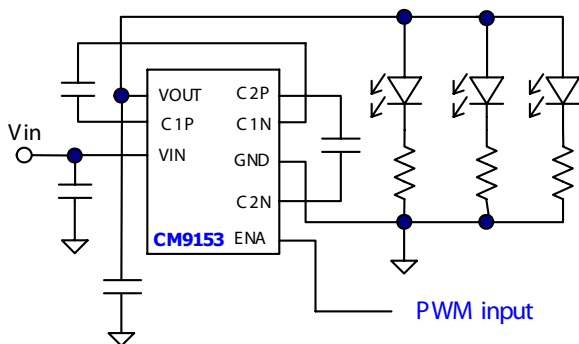 VOUT C2P
C1P C1N
Vin
VIN GND
C2N
CM9153 ENA
PWM input